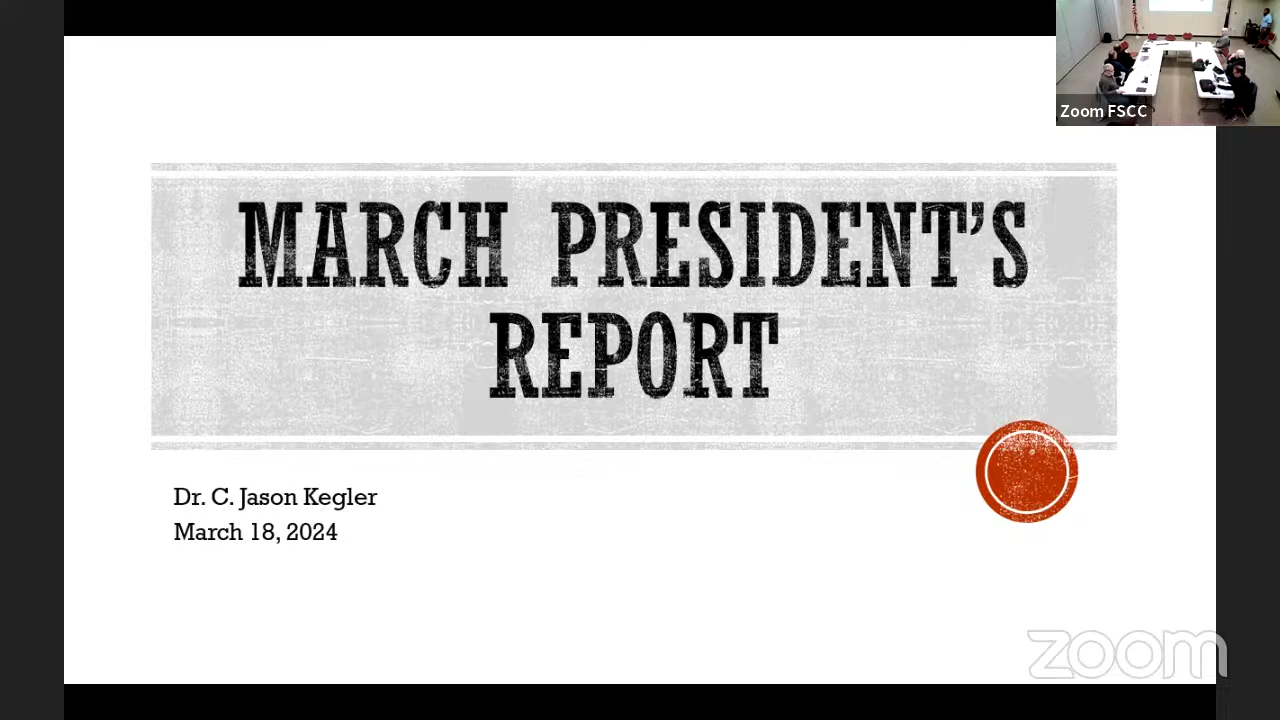 Zoom FSCC
MARCH PRESIDENT'S
REPORT
Dr. C. Jason Kegler
March 18, 2024
zoom